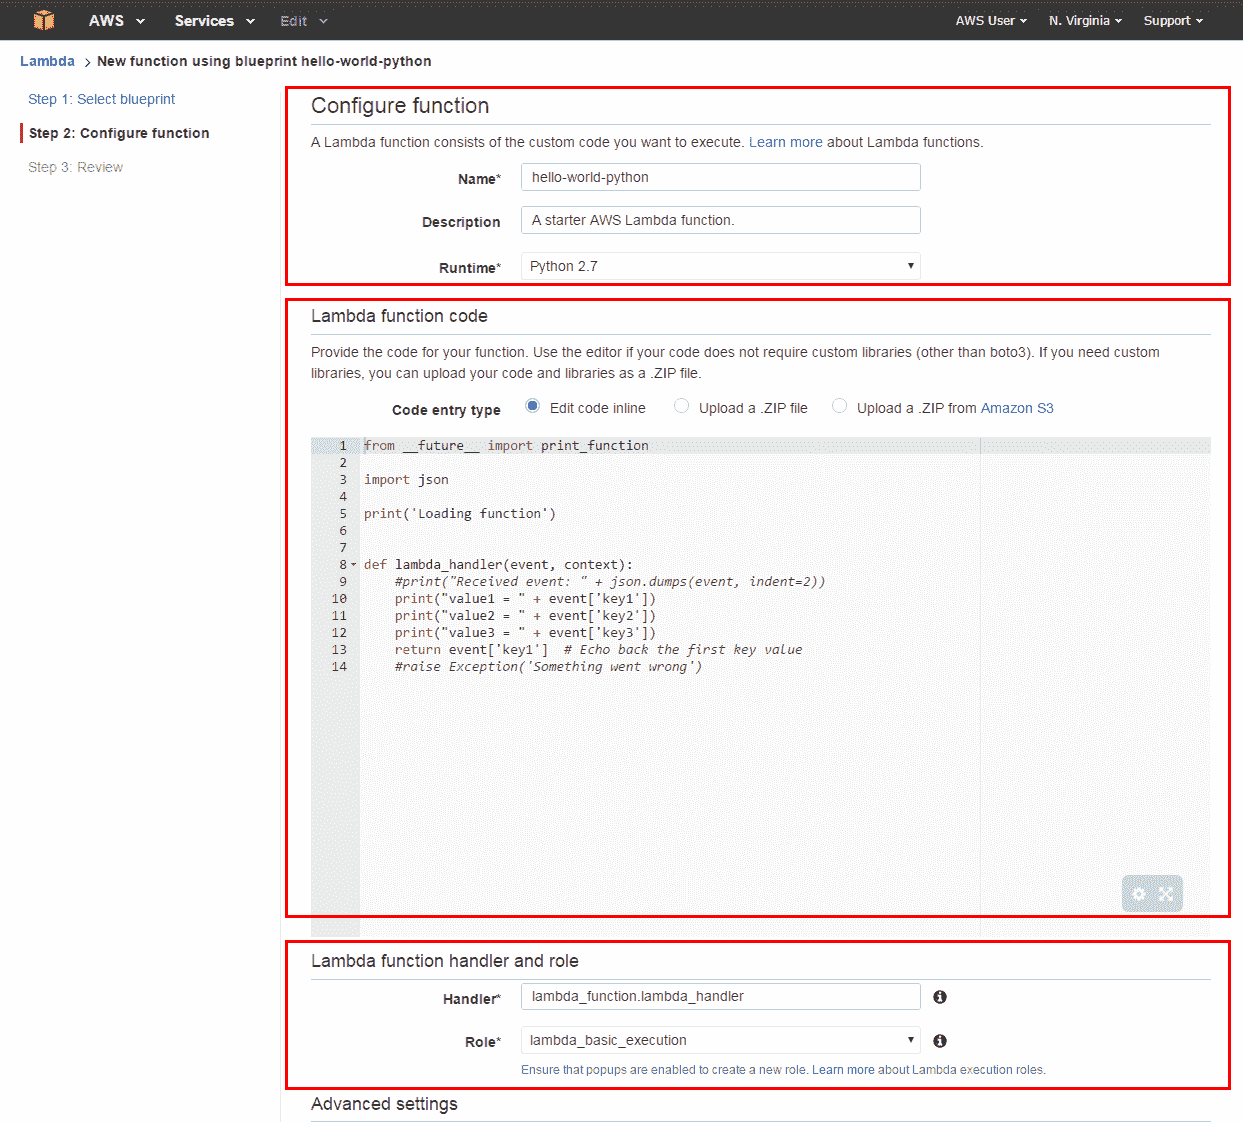 AWS Services Edit AWS User N. Virginia Support
Lambda > New function using blueprint hello-world-python
Step 1: Select blueprint
Step 2: Configure function
Step 3: Review
Configure function
A Lambda function consists of the custom code you want to execute. Learn more about Lambda functions.
Name* hello-world-python
Description A starter AWS Lambda function.
Runtime* Python 2.7
Lambda function code
Provide the code for your function. Use the editor if your code does not require custom libraries (other than boto3). If you need custom
libraries, you can upload your code and libraries as a .ZIP file.
Code entry type Edit code inline Upload a .ZIP file Upload a .ZIP from Amazon S3
1 from __future__ import print_function
2
3 import json
4
5 print('Loading function')
6
7
8 def lambda_handler(event, context):
9 #print("Received event: " + json.dumps(event, indent=2))
10 print("value1 = " + event['key1'])
11 print("value2 = " + event['key2'])
12 print("value3 = " + event['key3'])
13 return event['key1']  # Echo back the first key value
14 #raise Exception('Something went wrong')
Lambda function handler and role
Handler* lambda_function.lambda_handler
Role* lambda_basic_execution
Ensure that popups are enabled to create a new role. Learn more about Lambda execution roles.
Advanced settings